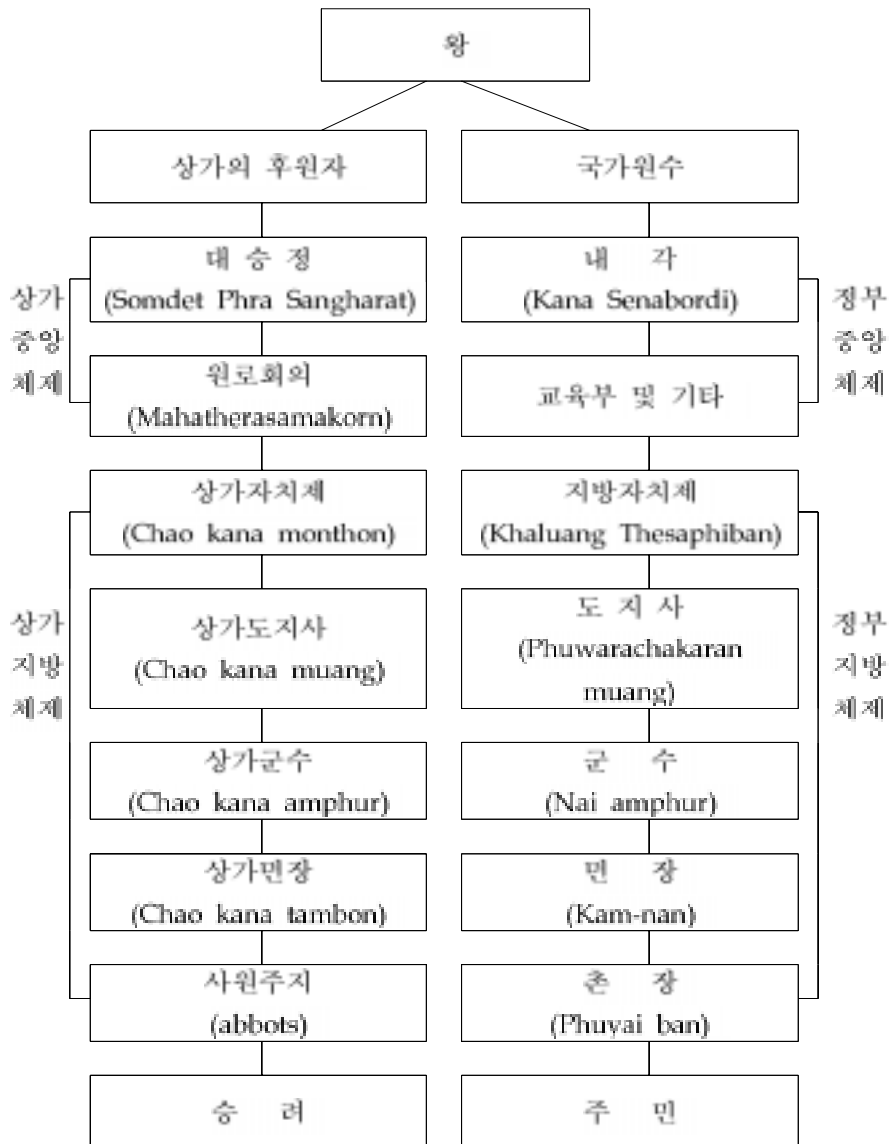 왕
상가의 후원자
국가원수
대 승 정
(Somdet Phra Sangharat)
내 각
(Kana Senabordi)
상가
중앙
체제
정부
중앙
체제
원로회의
(Mahatherasamakorn)
교육부 및 기타
상가자치제
(Chao kana monthon)
지방자치제
(Khaluang Thesaphiban)
상가
지방
체제
정부
지방
체제
상가도지사
(Chao kana muang)
도 지 사
(Phuwarachakaran
muang)
상가군수
(Chao kana amphur)
군 수
(Nai amphur)
상가면장
(Chao kana tambon)
면 장
(Kam-nan)
사원주지
(abbots)
촌 장
(Phuyai ban)
승 려
주 민